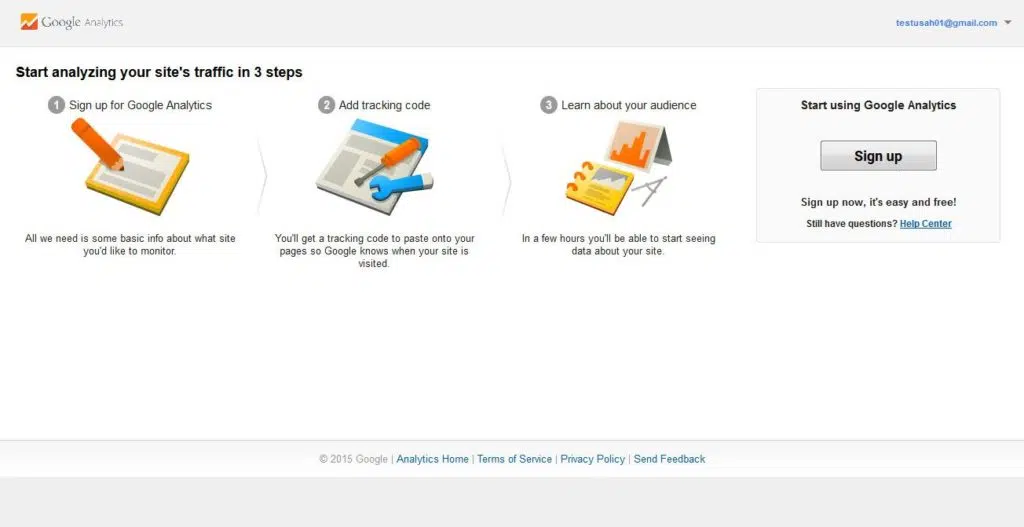 Google Analytics
testusah01@gmail.com
Start analyzing your site's traffic in 3 steps
1 Sign up for Google Analytics
All we need is some basic info about what site
you'd like to monitor.
2 Add tracking code
You'll get a tracking code to paste onto your
pages so Google knows when your site is
visited.
3 Learn about your audience
In a few hours you'll be able to start seeing
data about your site.
Start using Google Analytics
Sign up
Sign up now, it's easy and free!
Still have questions? Help Center
© 2015 Google | Analytics Home | Terms of Service | Privacy Policy | Send Feedback